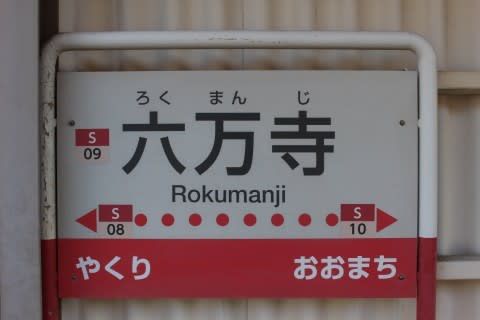 ろく まん じ
六万寺
S
09
Rokumanji
S S
08 10
やくり おおまち